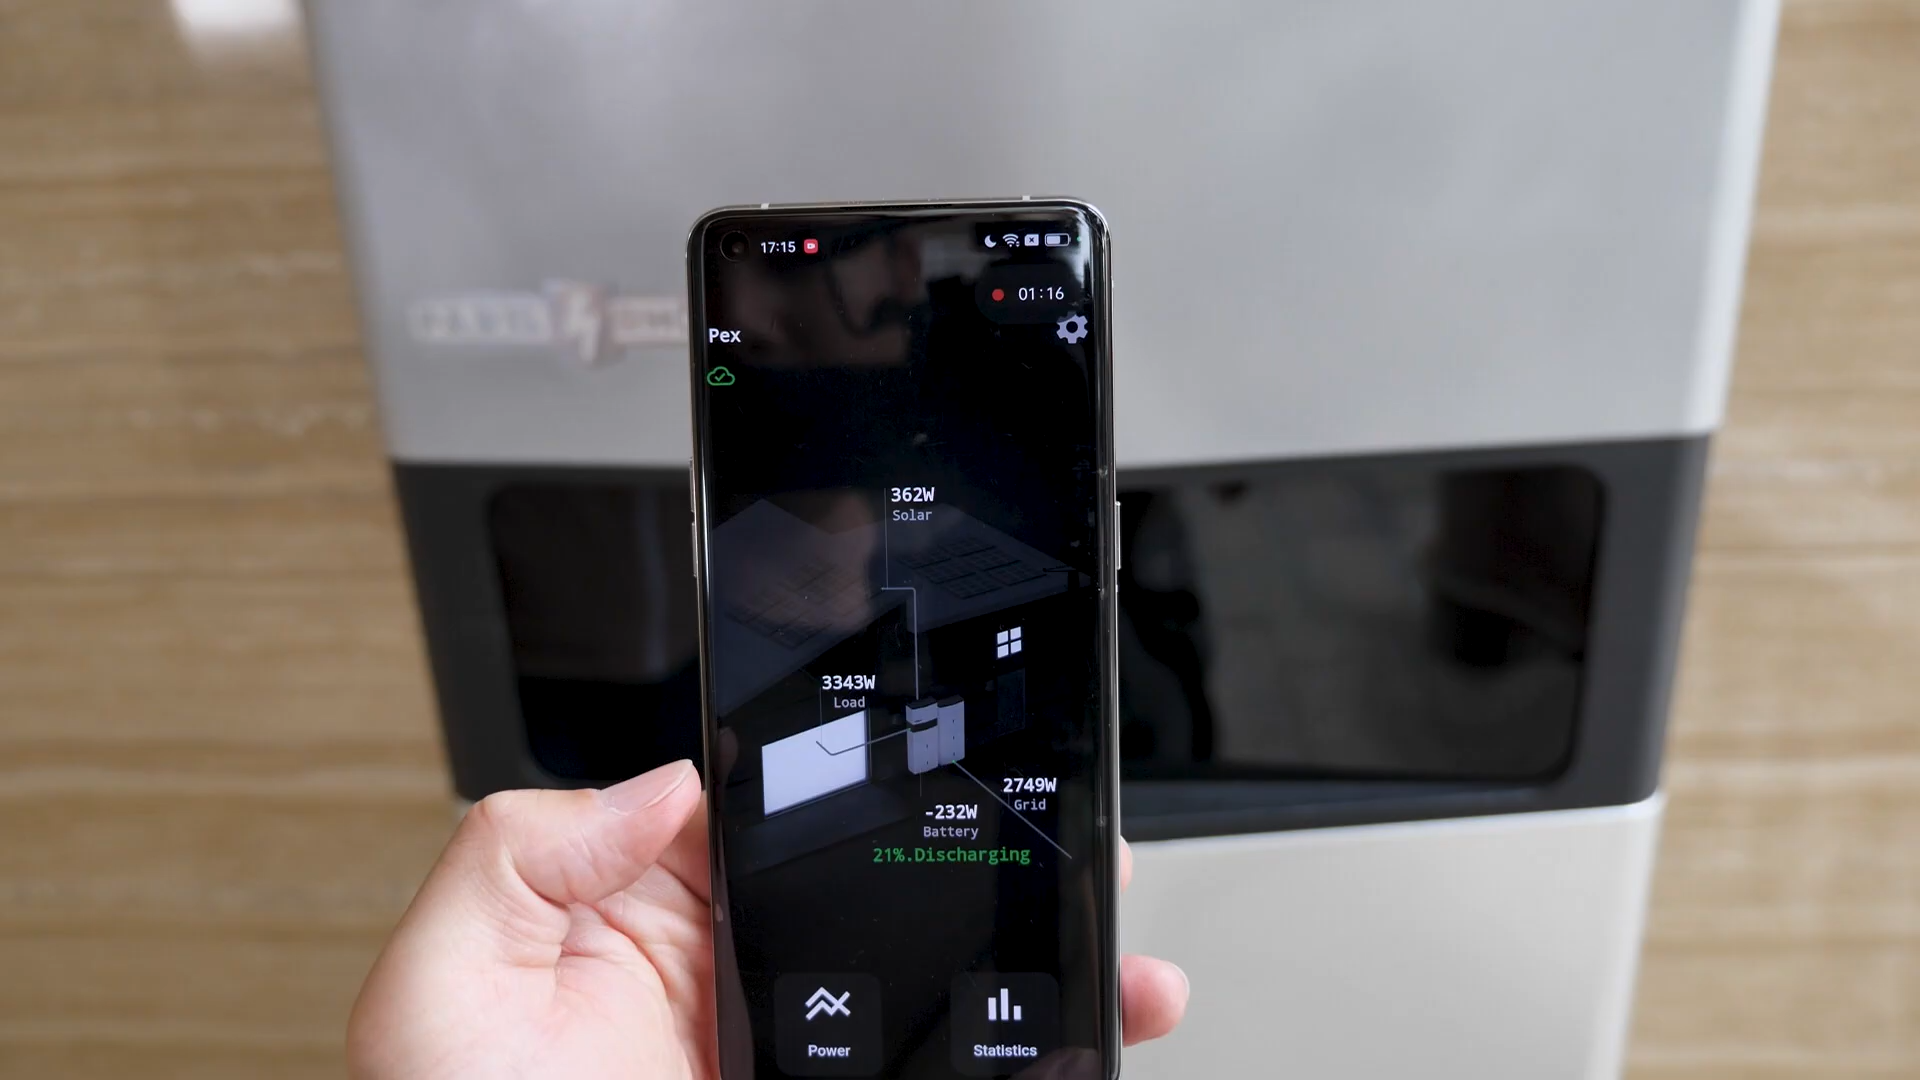 17:15
01:16
Pex
362W
Solar
3343W
Load
2749W
Grid
-232W
Battery
21%.Discharging
Power
Statistics